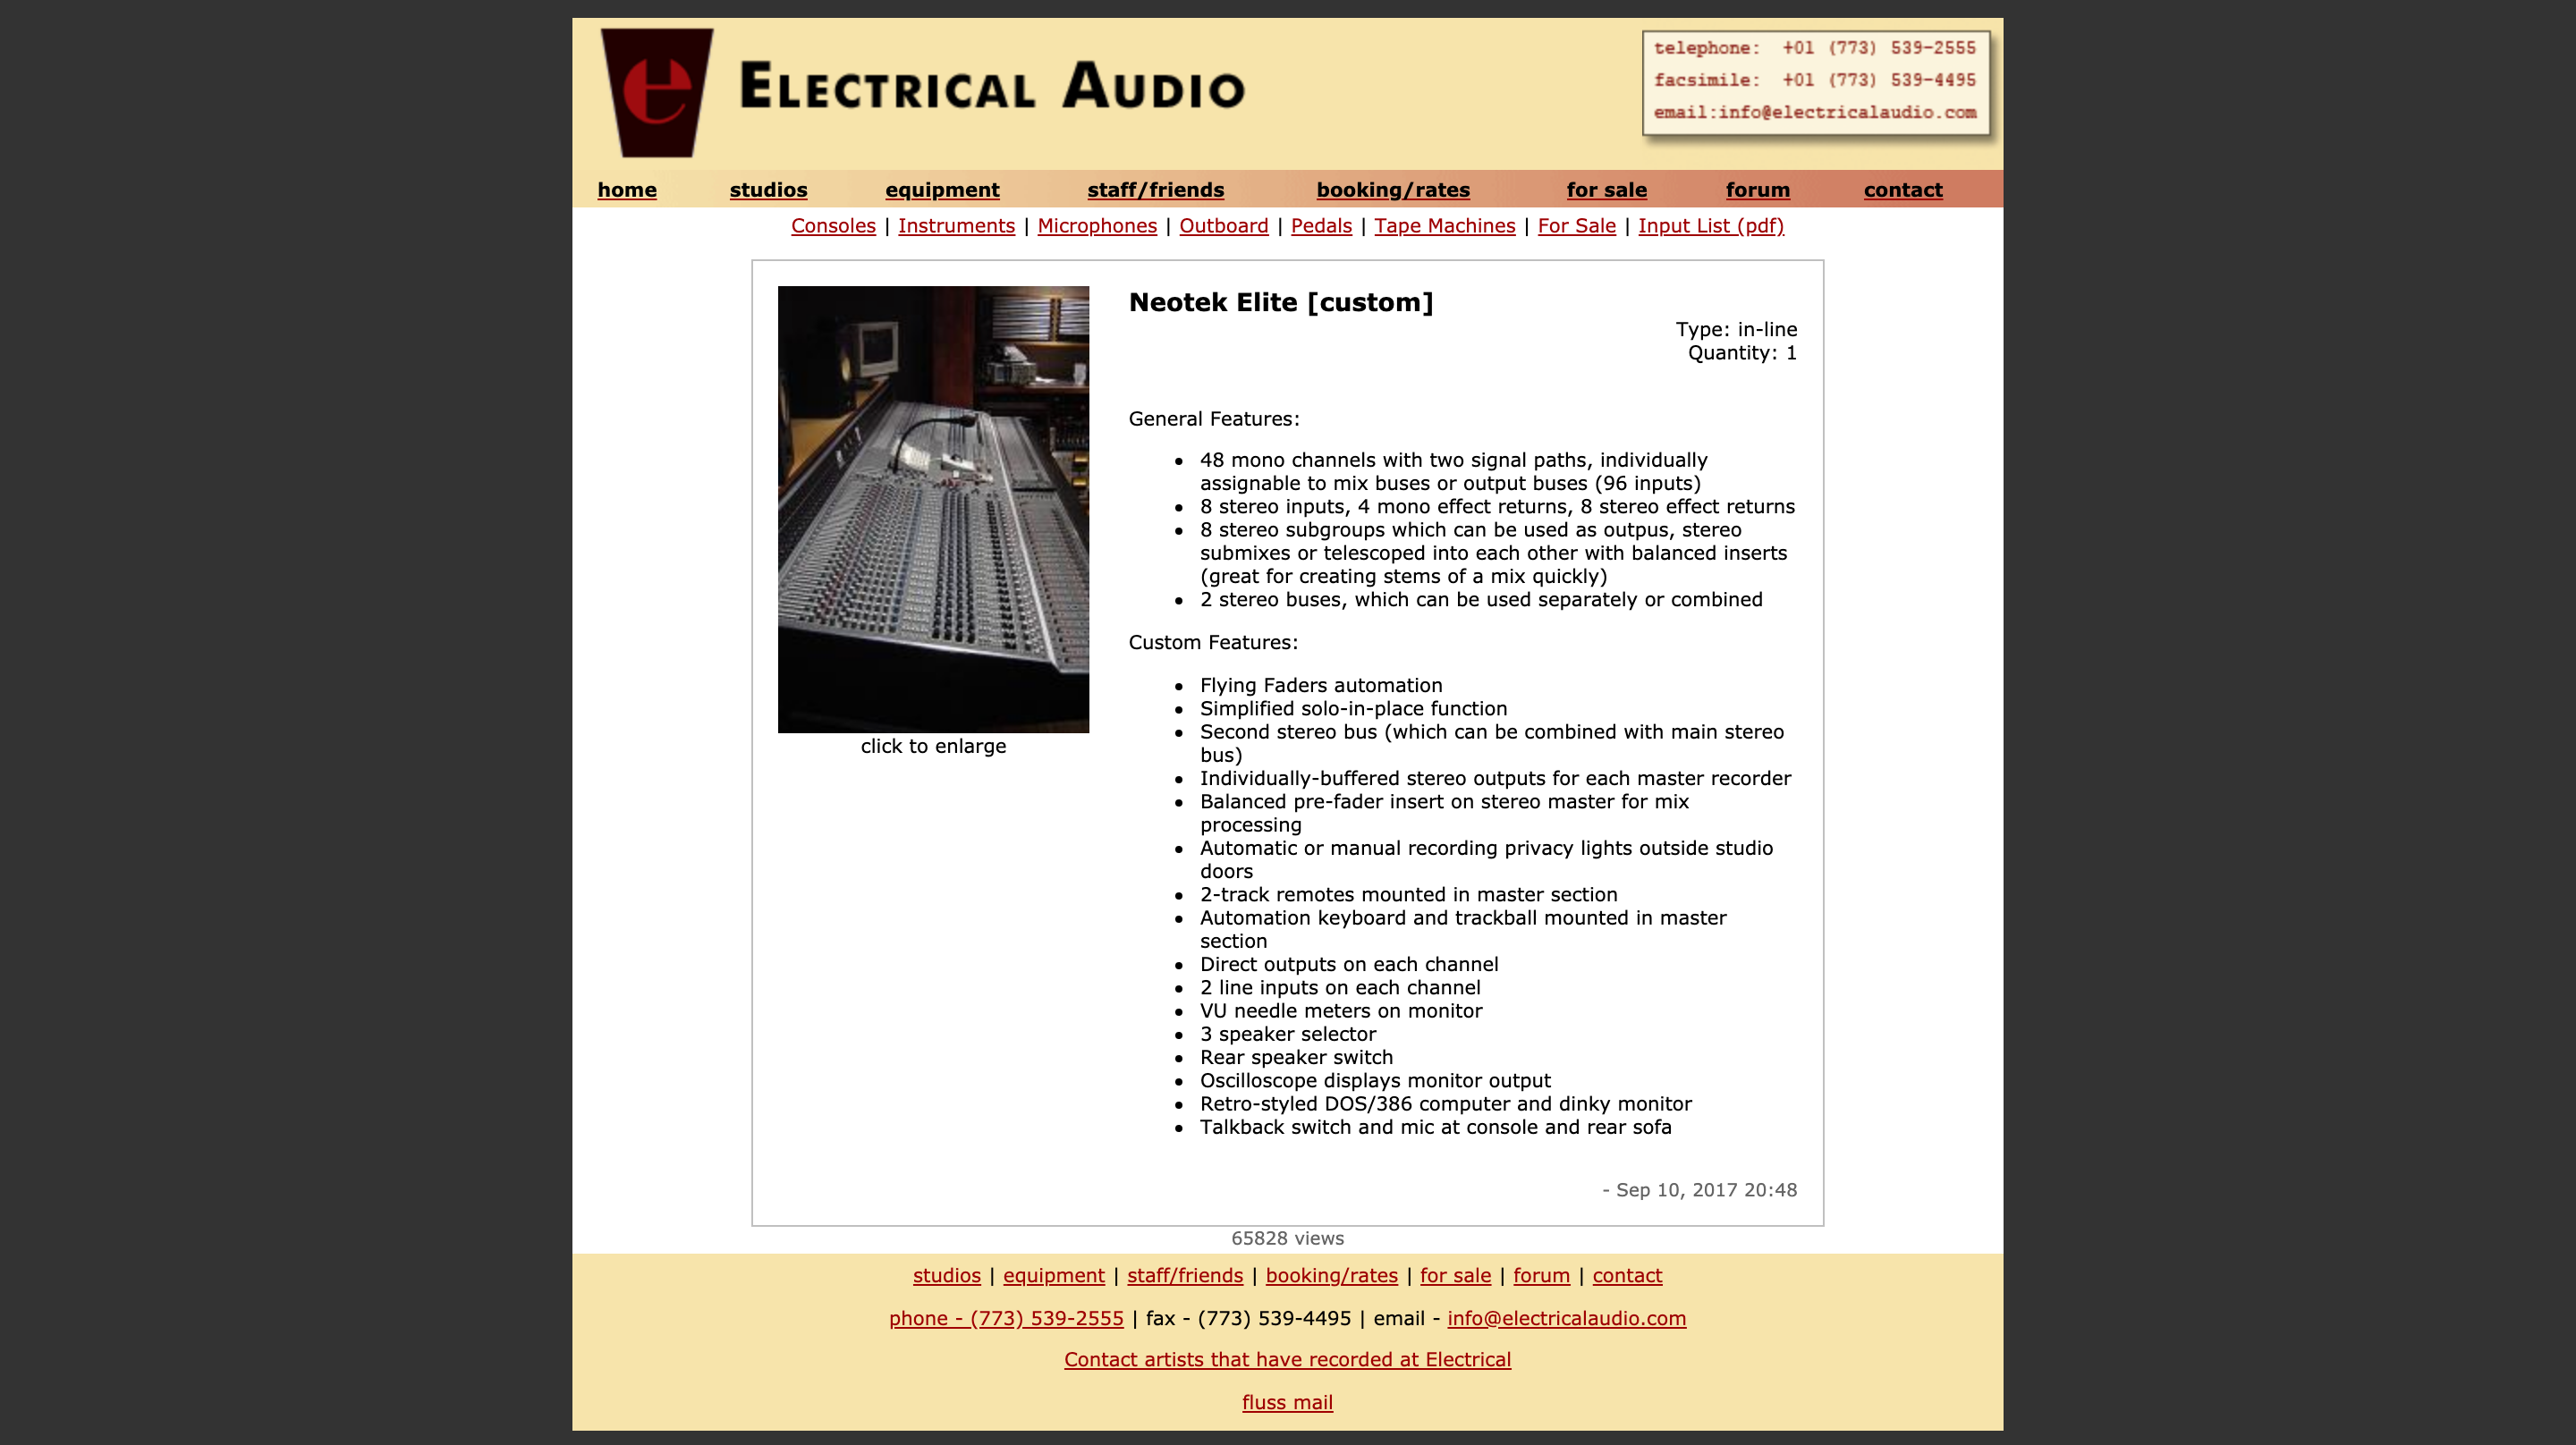 ELECTRICAL AUDIO
telephone: +01 (773) 539-2555
facsimile: +01 (773) 539-4495
email:info@electricalaudio.com
home studios equipment staff/friends booking/rates for sale forum contact
Consoles | Instruments | Microphones | Outboard | Pedals | Tape Machines | For Sale | Input List (pdf)
Neotek Elite [custom]
Type: in-line
Quantity: 1
click to enlarge
General Features:
• 48 mono channels with two signal paths, individually
assignable to mix buses or output buses (96 inputs)
• 8 stereo inputs, 4 mono effect returns, 8 stereo effect returns
• 8 stereo subgroups which can be used as outpus, stereo
submixes or telescoped into each other with balanced inserts
(great for creating stems of a mix quickly)
• 2 stereo buses, which can be used separately or combined
Custom Features:
• Flying Faders automation
• Simplified solo-in-place function
• Second stereo bus (which can be combined with main stereo
bus)
• Individually-buffered stereo outputs for each master recorder
• Balanced pre-fader insert on stereo master for mix
processing
• Automatic or manual recording privacy lights outside studio
doors
• 2-track remotes mounted in master section
• Automation keyboard and trackball mounted in master
section
• Direct outputs on each channel
• 2 line inputs on each channel
• VU needle meters on monitor
• 3 speaker selector
• Rear speaker switch
• Oscilloscope displays monitor output
• Retro-styled DOS/386 computer and dinky monitor
• Talkback switch and mic at console and rear sofa
- Sep 10, 2017 20:48
65828 views
studios | equipment | staff/friends | booking/rates | for sale | forum | contact
phone - (773) 539-2555 | fax - (773) 539-4495 | email - info@electricalaudio.com
Contact artists that have recorded at Electrical
fluss mail